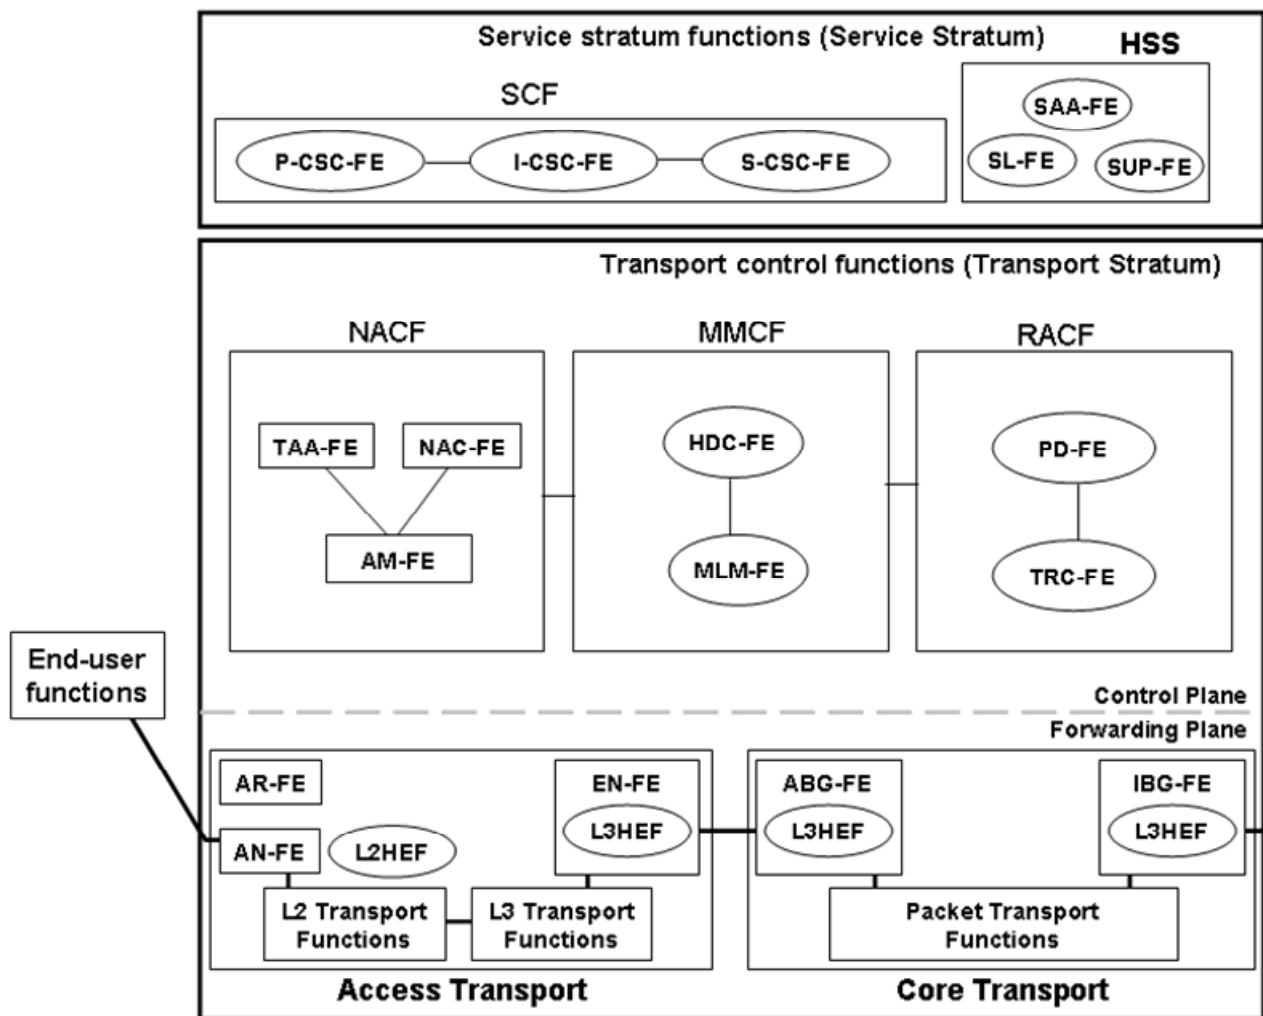 Service stratum functions (Service Stratum)
HSS
SCF
P-CSC-FE
I-CSC-FE
S-CSC-FE
SAA-FE
SL-FE
SUP-FE
Transport control functions (Transport Stratum)
NACF
MMCF
RACF
TAA-FE
NAC-FE
AM-FE
HDC-FE
MLM-FE
PD-FE
TRC-FE
End-user
functions
Control Plane
Forwarding Plane
AR-FE
AN-FE
L2HEF
EN-FE
L3HEF
L2 Transport
Functions
L3 Transport
Functions
Access Transport
ABG-FE
L3HEF
IBG-FE
L3HEF
Packet Transport
Functions
Core Transport